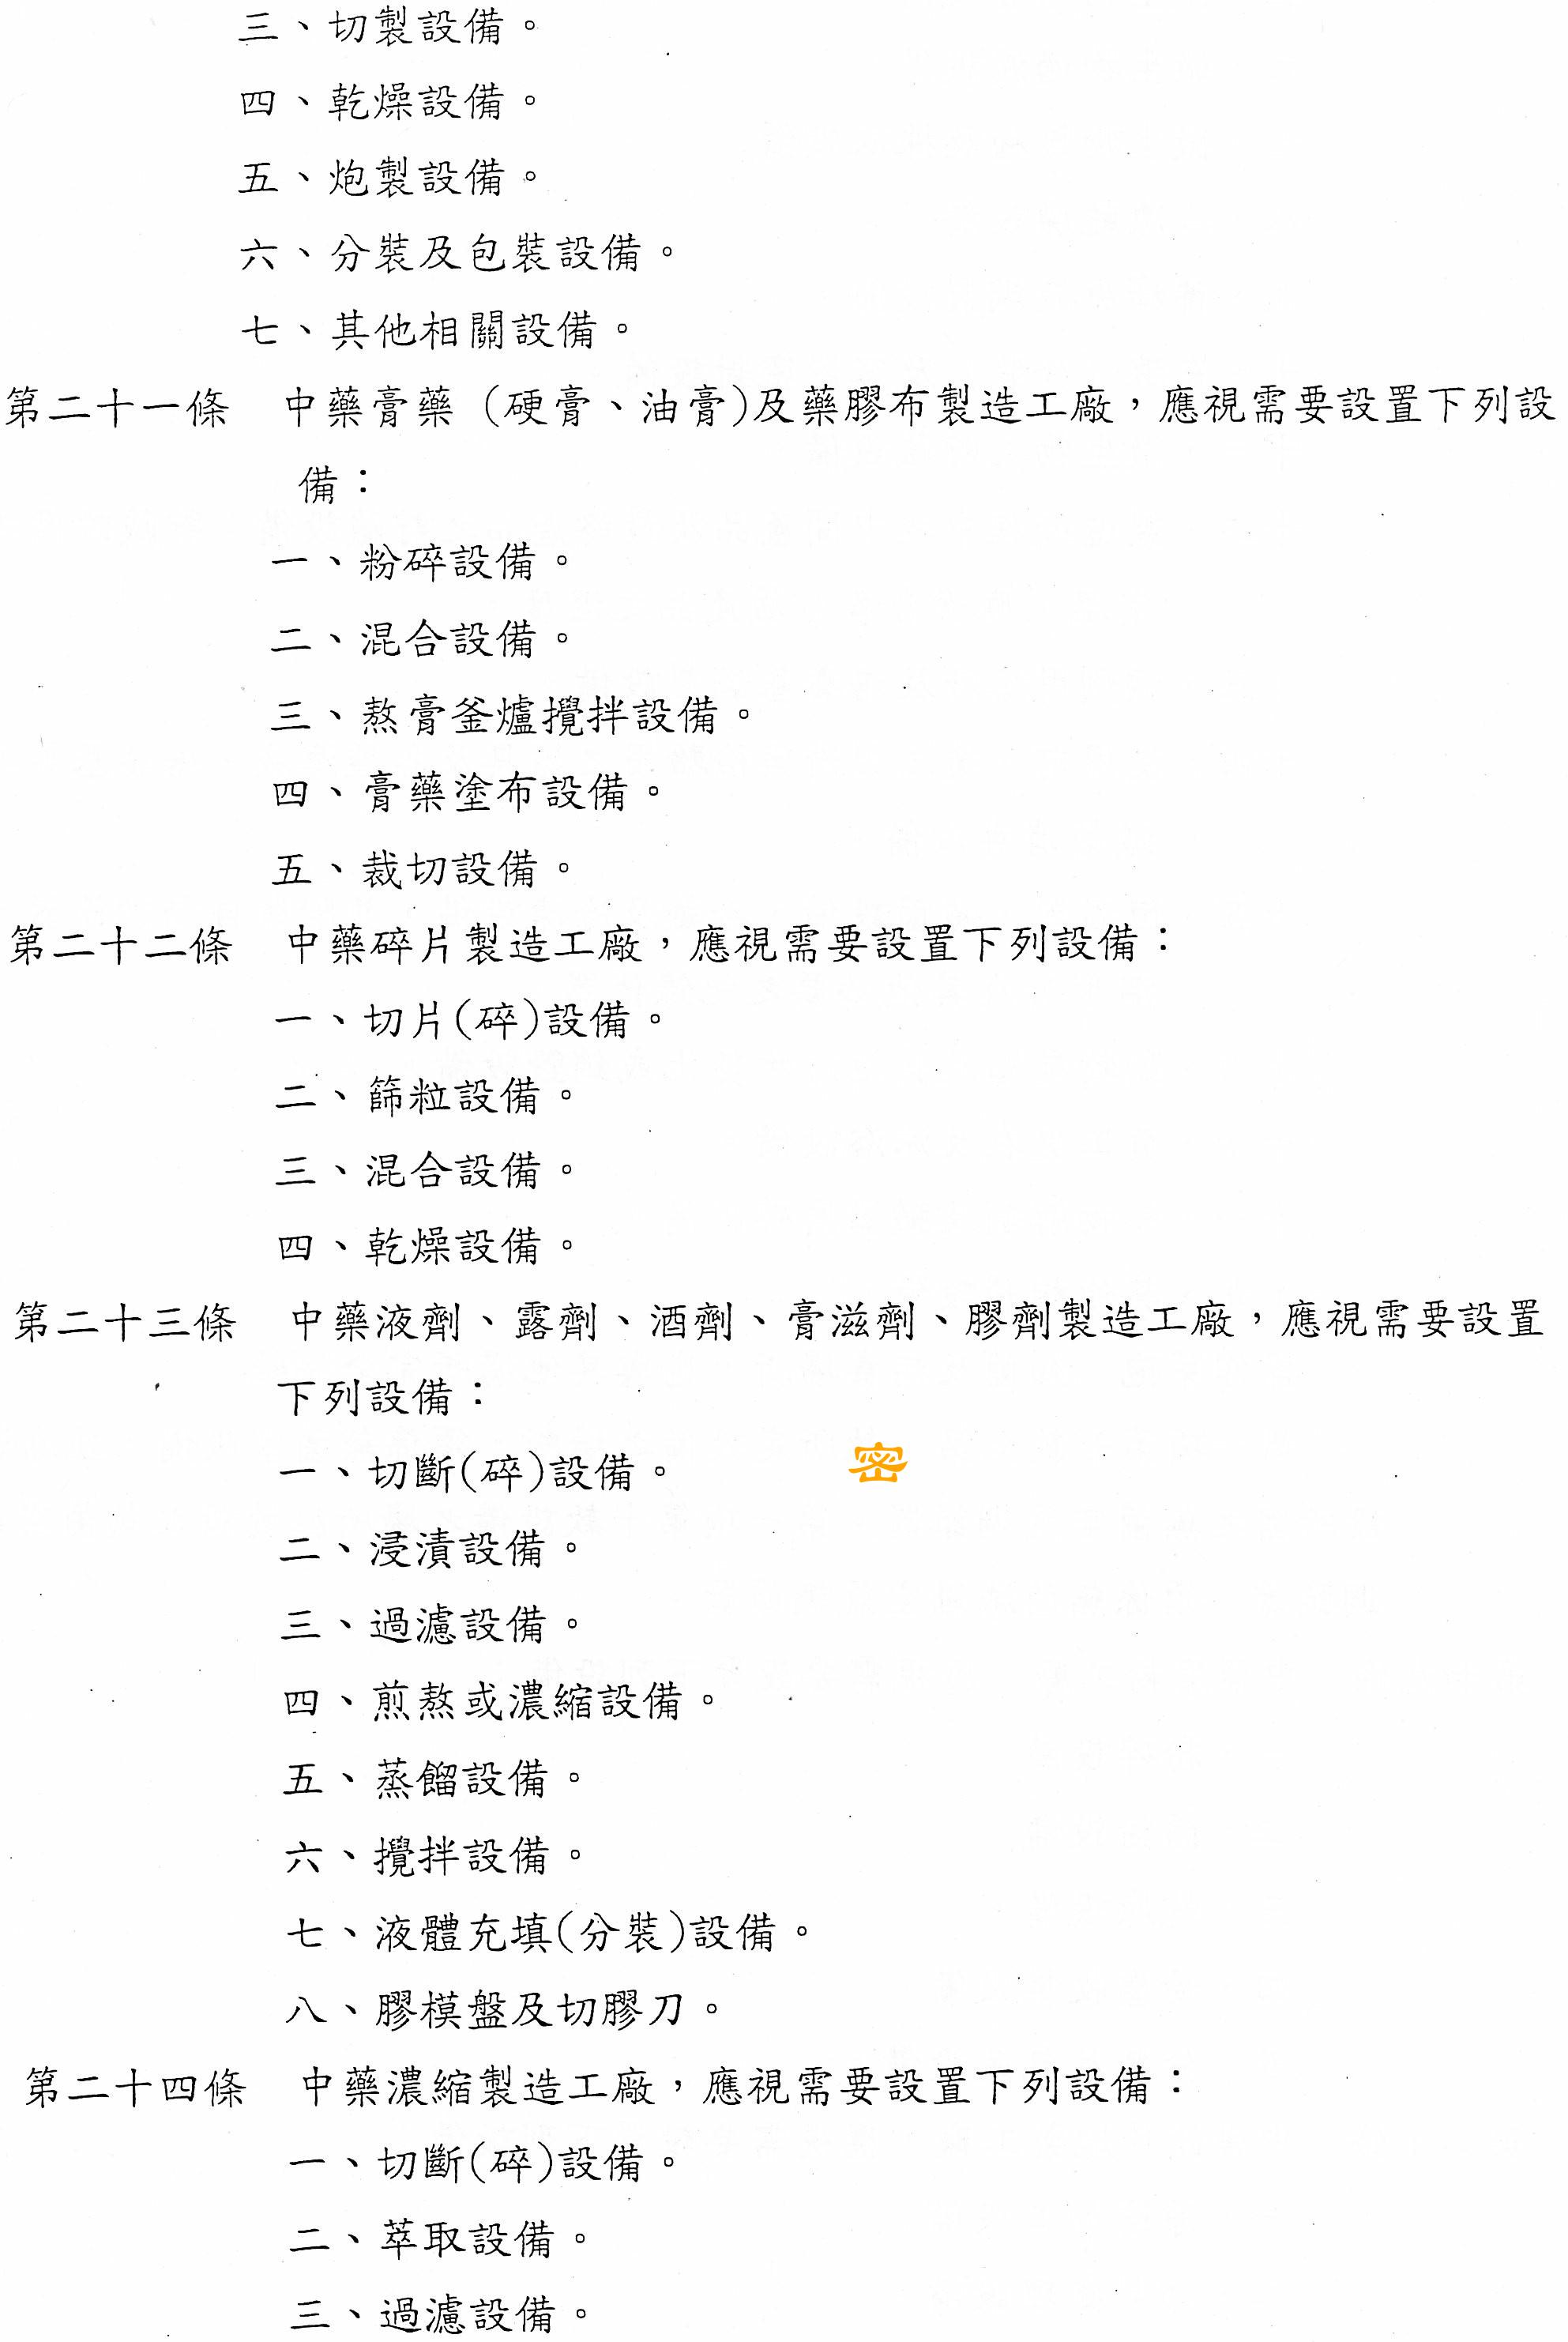 三、切製設備。
四、乾燥設備。
五、炮製設備。
六、分裝及包裝設備。
七、其他相關設備。
第二十一條　中藥膏藥 (硬膏、油膏)及藥膠布製造工廠，應視需要設置下列設
備：
一、粉碎設備。
二、混合設備。
三、熬膏釜爐攪拌設備。
四、膏藥塗布設備。
五、裁切設備。
第二十二條　中藥碎片製造工廠，應視需要設置下列設備：
一、切片(碎)設備。
二、篩粒設備。
三、混合設備。
四、乾燥設備。
第二十三條　中藥液劑、露劑、酒劑、膏滋劑、膠劑製造工廠，應視需要設置
下列設備：
一、切斷(碎)設備。
密
二、浸漬設備。
三、過濾設備。
四、煎熬或濃縮設備。
五、蒸餾設備。
六、攪拌設備。
七、液體充填(分裝)設備。
八、膠模盤及切膠刀。
第二十四條　中藥濃縮製造工廠，應視需要設置下列設備：
一、切斷(碎)設備。
二、萃取設備。
三、過濾設備。